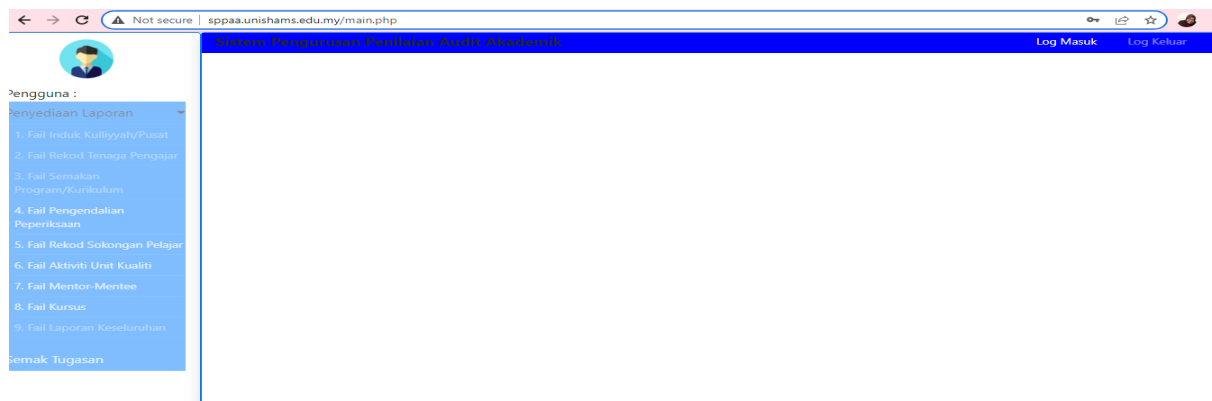 Not secure | sppaa.unishams.edu.my/main.php
Sistem Pengurusan Penilaian Audit Akademik
Log Masuk Log Keluar
Pengguna :
Penyediaan Laporan
1. Fail Induk Kulliyyah/Pusat
2. Fail Rekod Tenaga Pengajar
3. Fail Semakan
Program/Kurikulum
4. Fail Pengendalian
Peperiksaan
5. Fail Rekod Sokongan Pelajar
6. Fail Aktiviti Unit Kualiti
7. Fail Mentor-Mentee
8. Fail Kursus
9. Fail Laporan Keseluruhan
Semak Tugasan